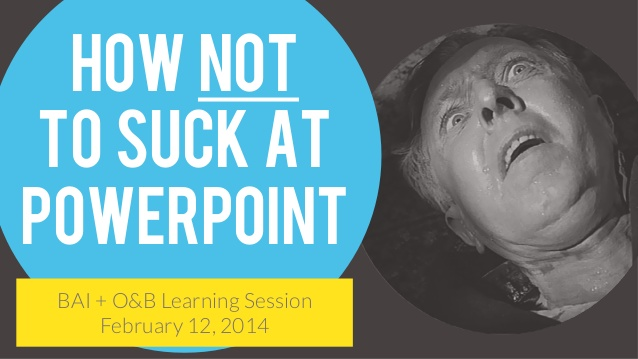 HOW NOT
TO SUCK AT
POWERPOINT
BAI + O&B Learning Session
February 12, 2014